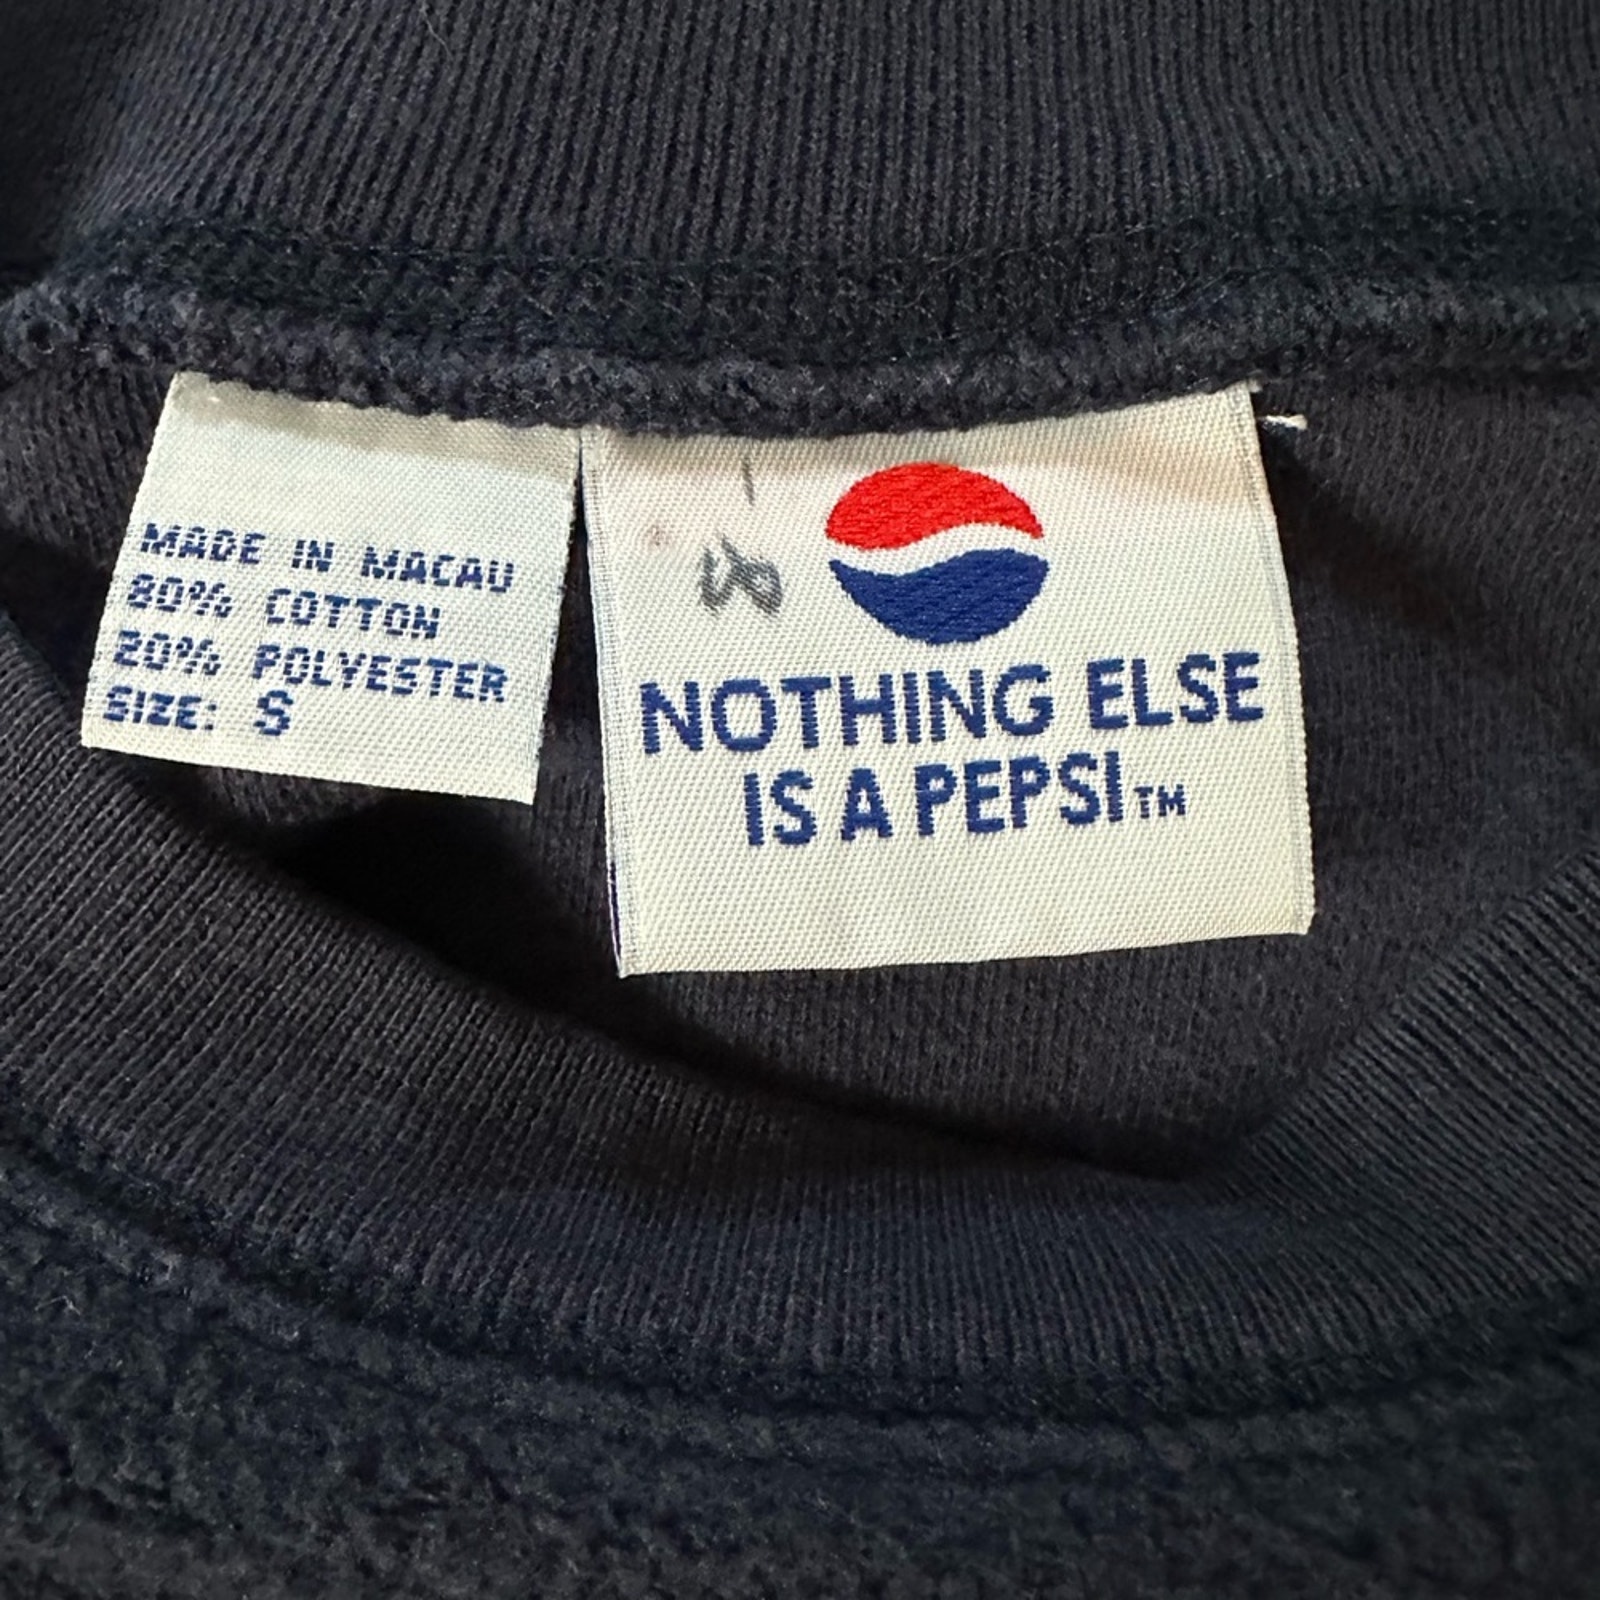 MADE IN MACAU
80% COTTON
20% POLYESTER
SIZE: S
NOTHING ELSE
IS A PEPSI™